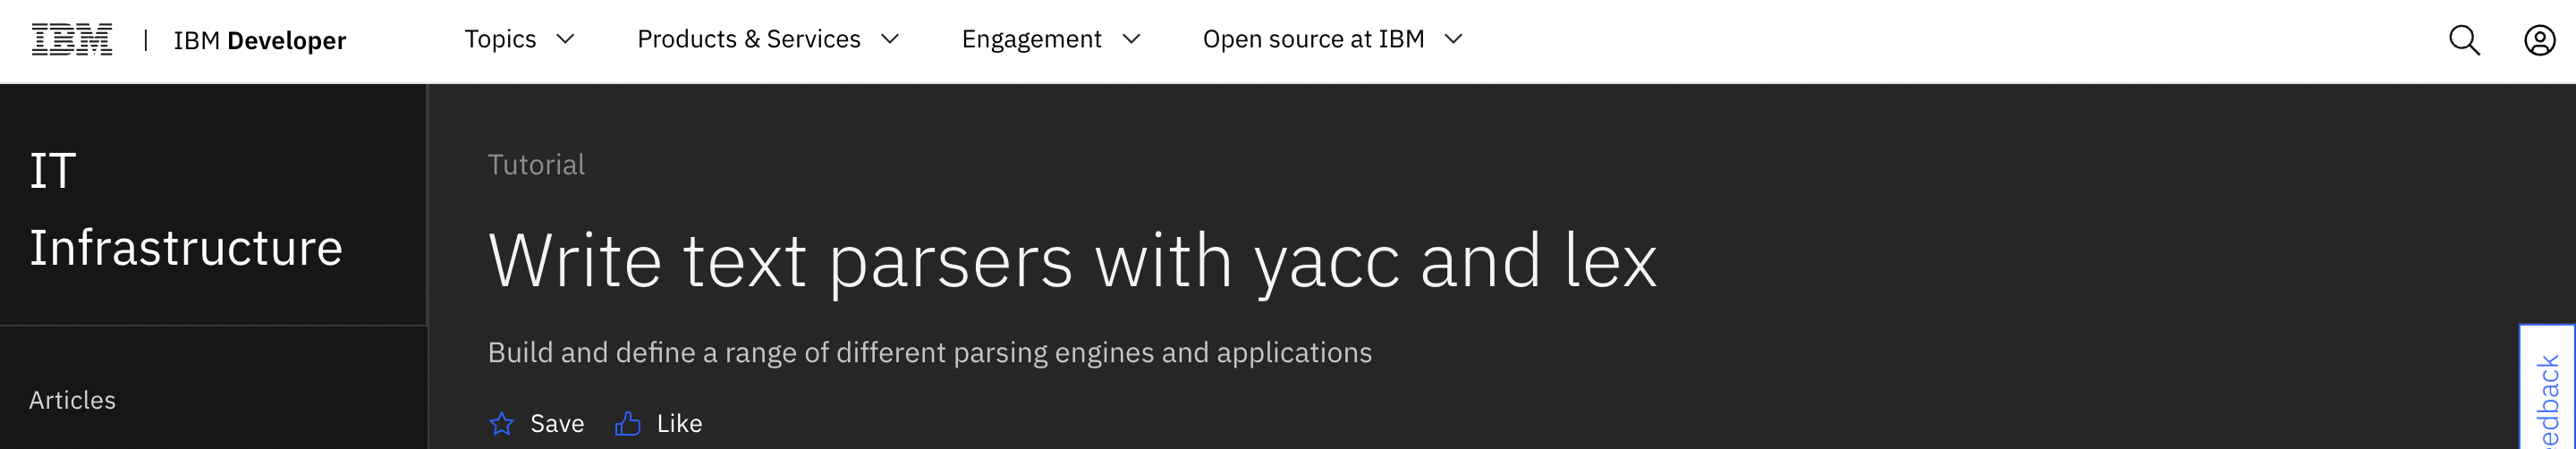 IBM | IBM Developer Topics Products & Services Engagement Open source at IBM
IT
Infrastructure
Articles
Tutorial
Write text parsers with yacc and lex
Build and define a range of different parsing engines and applications
Save Like